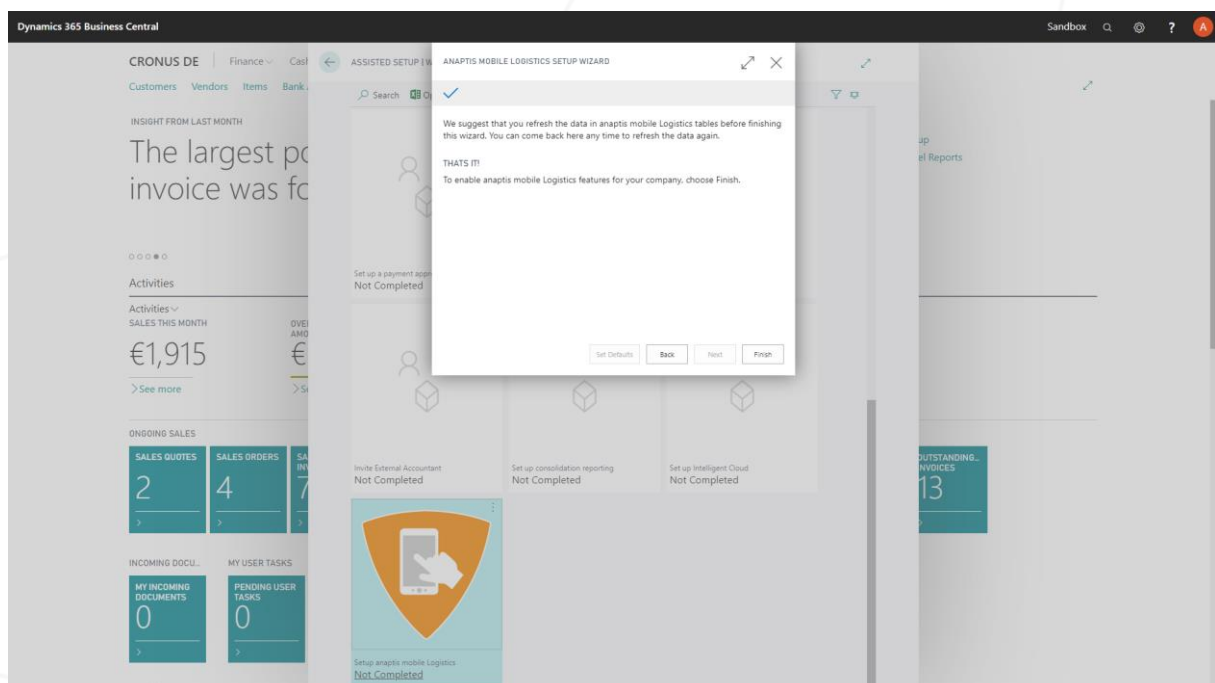 Dynamics 365 Business Central
Sandbox
?
A
CRONUS DE
Finance
Customers Vendors Items
INSIGHT FROM LAST MONTH
The largest
invoice was
Activities
Activities
SALES THIS MONTH
€1,915
See more
ONGOING SALES
SALES QUOTES
2
SALES ORDERS
4
7
INCOMING DOCU...
MY USER TASKS
MY INCOMING
DOCUMENTS
0
PENDING USER
TASKS
0
€
ASSISTED SETUP
Search
Set up a payment
Not Completed
Invite External Accountant
Not Completed
Set up consolidation reporting
Not Completed
Set up Intelligent Cloud
Not Completed
Setup anaptis mobile Logistics
Not Completed
ANAPTIS MOBILE LOGISTICS SETUP WIZARD
We suggest that you refresh the data in anaptis mobile Logistics tables before finishing
this wizard. You can come back here any time to refresh the data again.
THATS IT!
To enable anaptis mobile Logistics features for your company, choose Finish.
Set Defaults
Back
Next
Finish
Reports
OUTSTANDING...
INVOICES
13